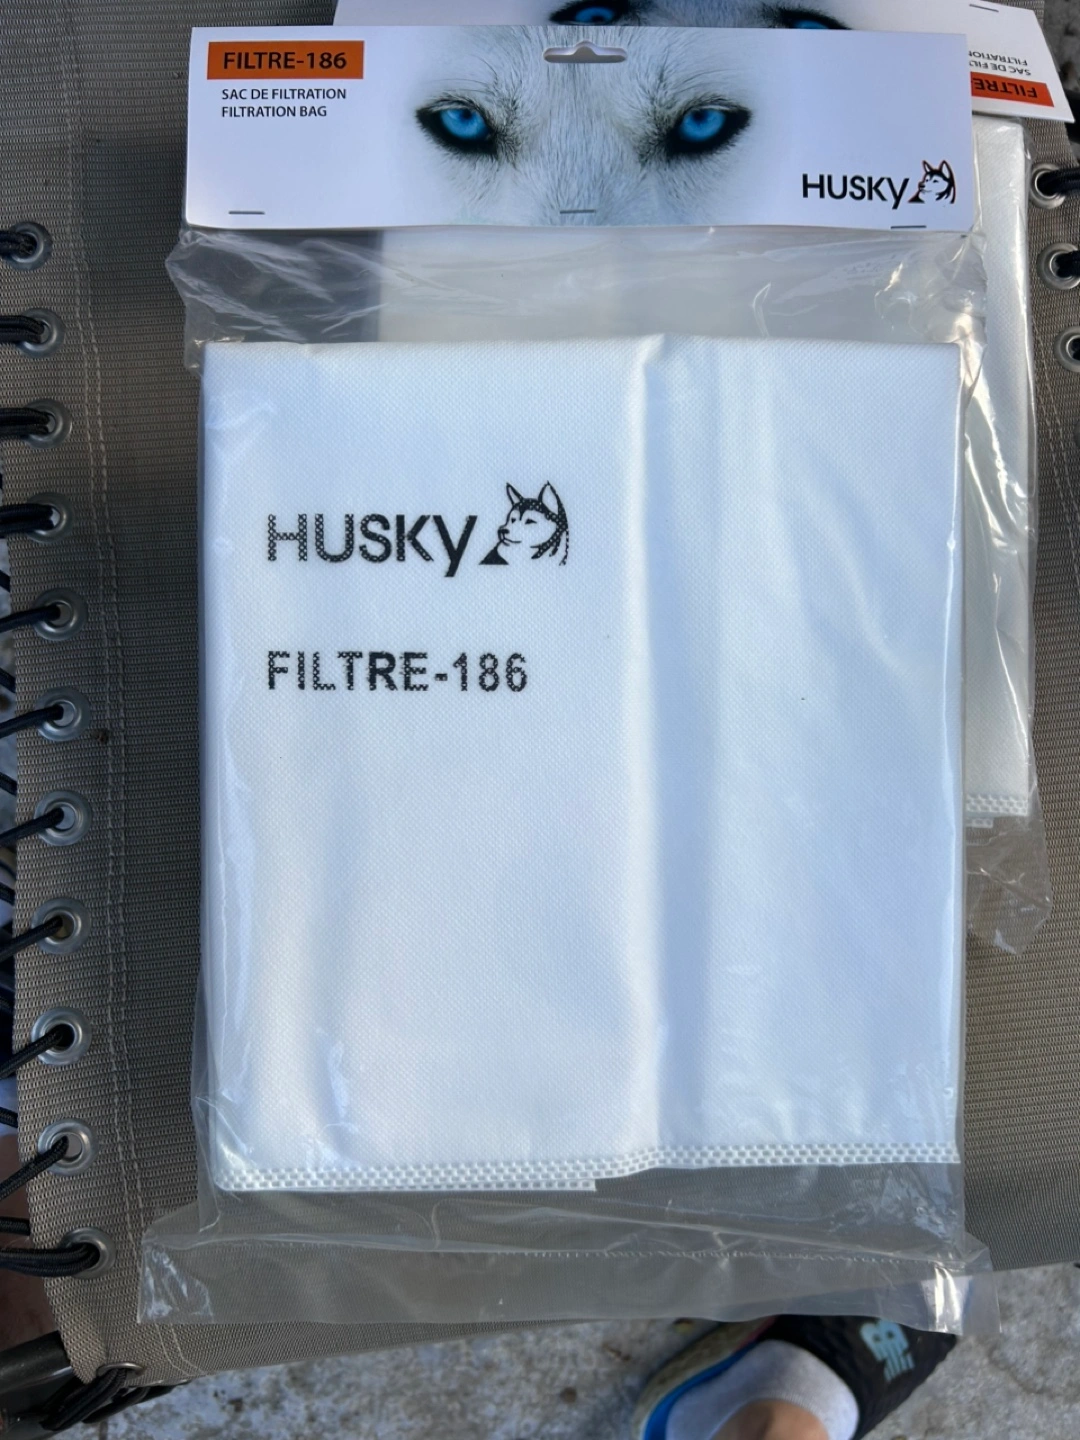 FILTRE-186
SAC DE FILTRATION
FILTRATION BAG
HUSKY
HUSKY
FILTRE-186